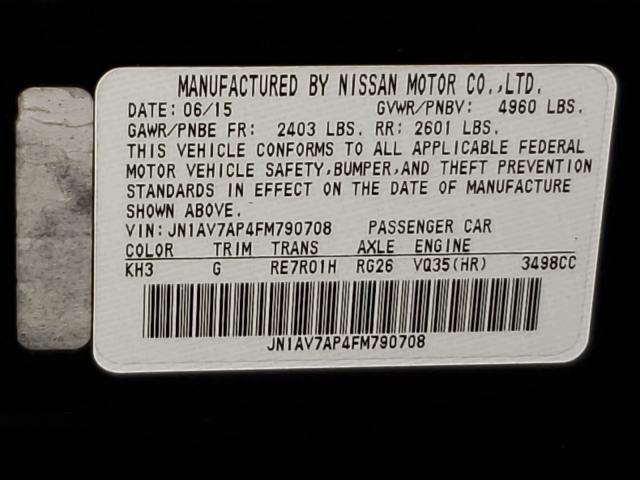 MANUFACTURED BY NISSAN MOTOR CO.,LTD.
DATE: 06/15 GVWR/PNBV: 4960 LBS.
GAWR/PNBE FR: 2403 LBS. RR: 2601 LBS.
THIS VEHICLE CONFORMS TO ALL APPLICABLE FEDERAL
MOTOR VEHICLE SAFETY,BUMPER,AND THEFT PREVENTION
STANDARDS IN EFFECT ON THE DATE OF MANUFACTURE
SHOWN ABOVE.
VIN: JN1AV7AP4FM790708 PASSENGER CAR
COLOR TRIM TRANS AXLE ENGINE
KH3 G RE7R01H RG26 VQ35(HR) 3498CC
JN1AV7AP4FM790708